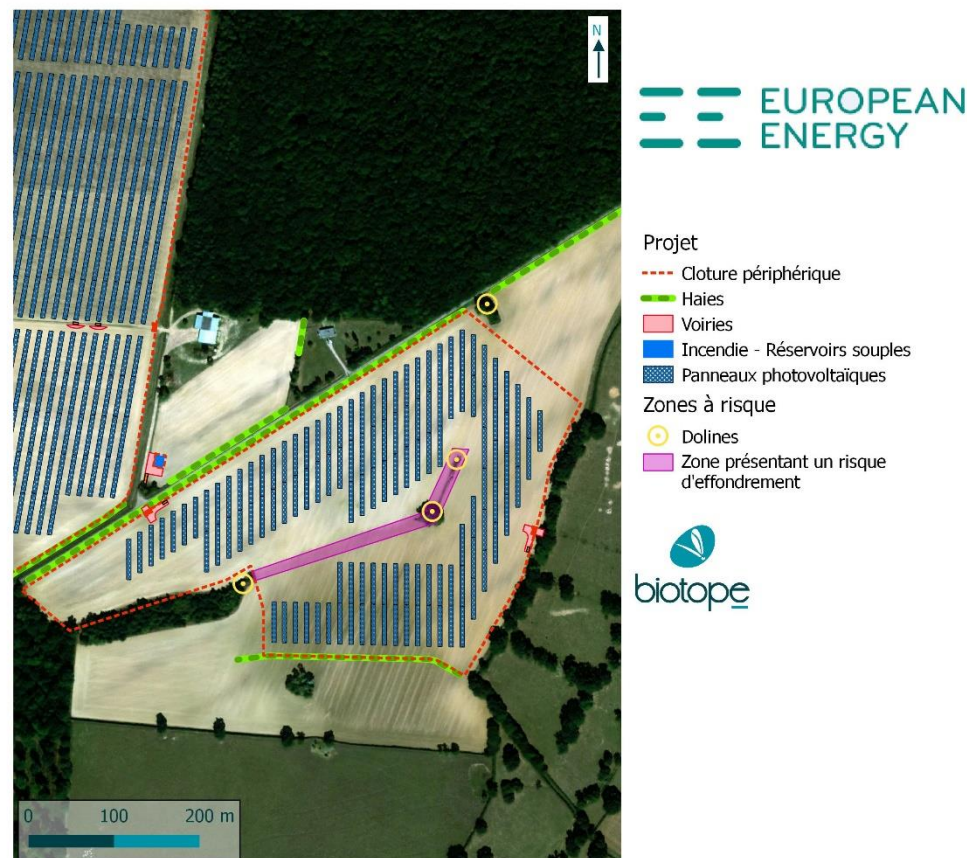 N
EUROPEAN
ENERGY
Projet
Cloture périphérique
Haies
Voiries
Incendie - Réservoirs souples
Panneaux photovoltaïques
Zones à risque
Dolines
Zone présentant un risque
d'effondrement
biotope
0 100 200 m